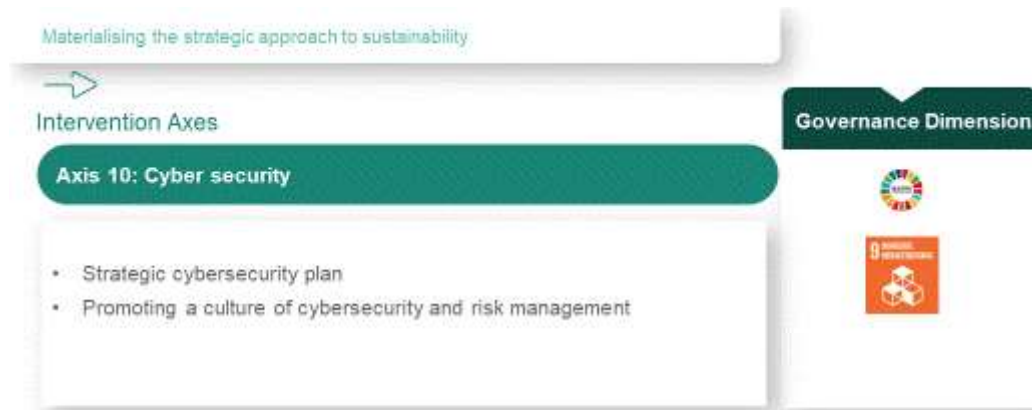 Materialising the strategic approach to sustainability
Intervention Axes
Governance Dimension
Axis 10: Cyber security
• Strategic cybersecurity plan
• Promoting a culture of cybersecurity and risk management
9